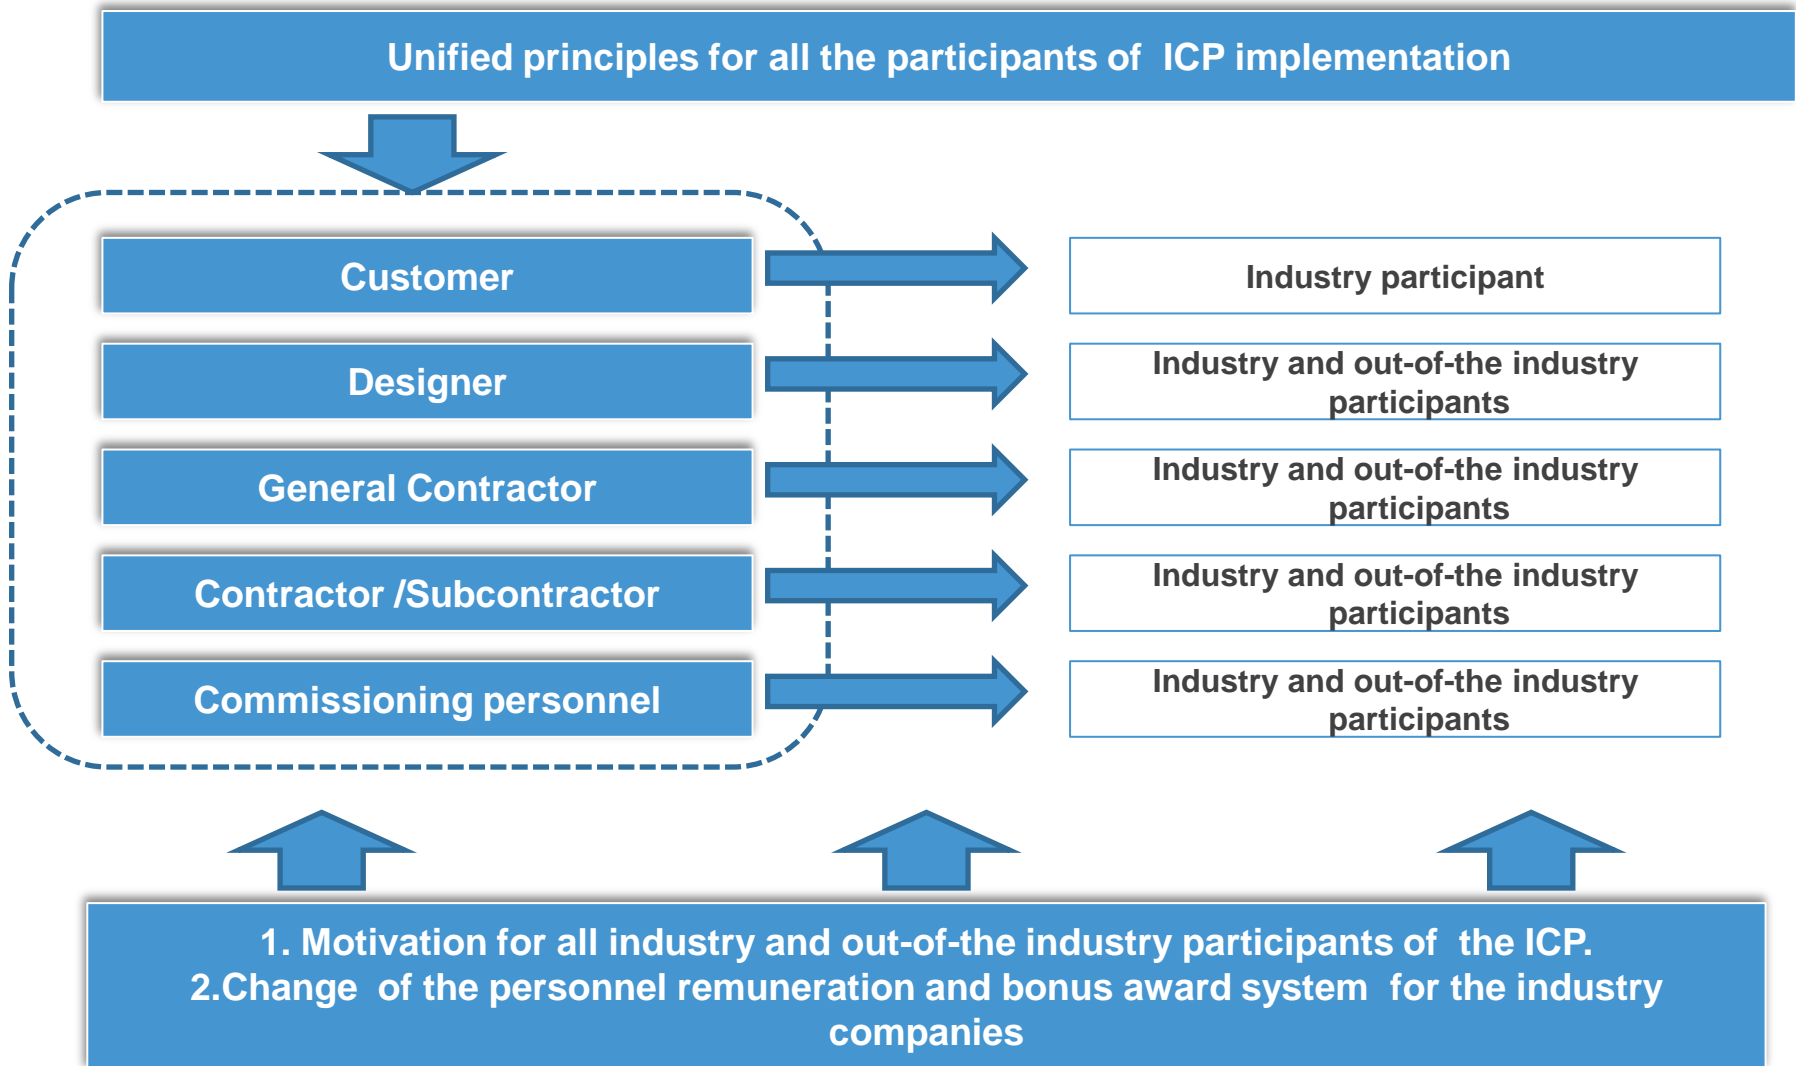 Unified principles for all the participants of ICP implementation
Customer
Industry participant
Designer
Industry and out-of-the industry
participants
General Contractor
Industry and out-of-the industry
participants
Contractor /Subcontractor
Industry and out-of-the industry
participants
Commissioning personnel
Industry and out-of-the industry
participants
1. Motivation for all industry and out-of-the industry participants of the ICP.
2.Change of the personnel remuneration and bonus award system for the industry
companies